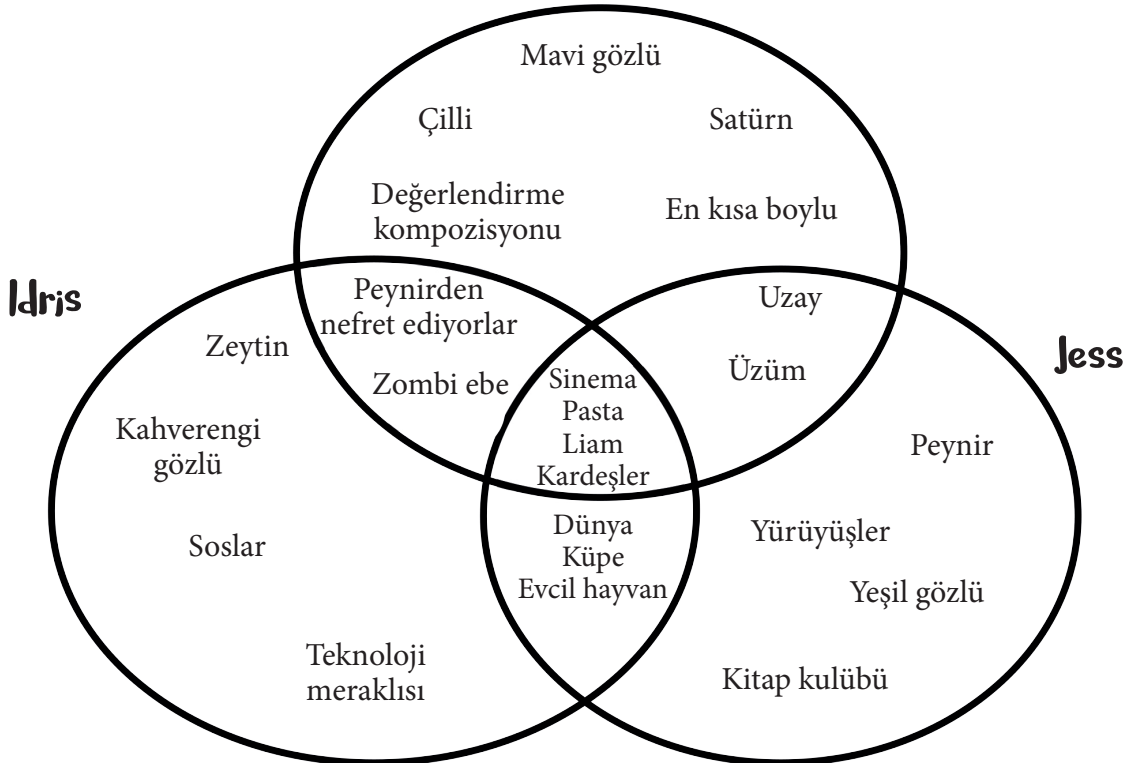 Mavi gözlü
Çilli
Satürn
Değerlendirme
kompozisyonu
En kısa boylu
Idris
Peynirden
nefret ediyorlar
Uzay
Zeytin
Jess
Zombi ebe
Üzüm
Sinema
Pasta
Liam
Kardeşler
Kahverengi
gözlü
Peynir
Soslar
Dünya
Küpe
Evcil hayvan
Yürüyüşler
Yeşil gözlü
Teknoloji
meraklısı
Kitap kulübü